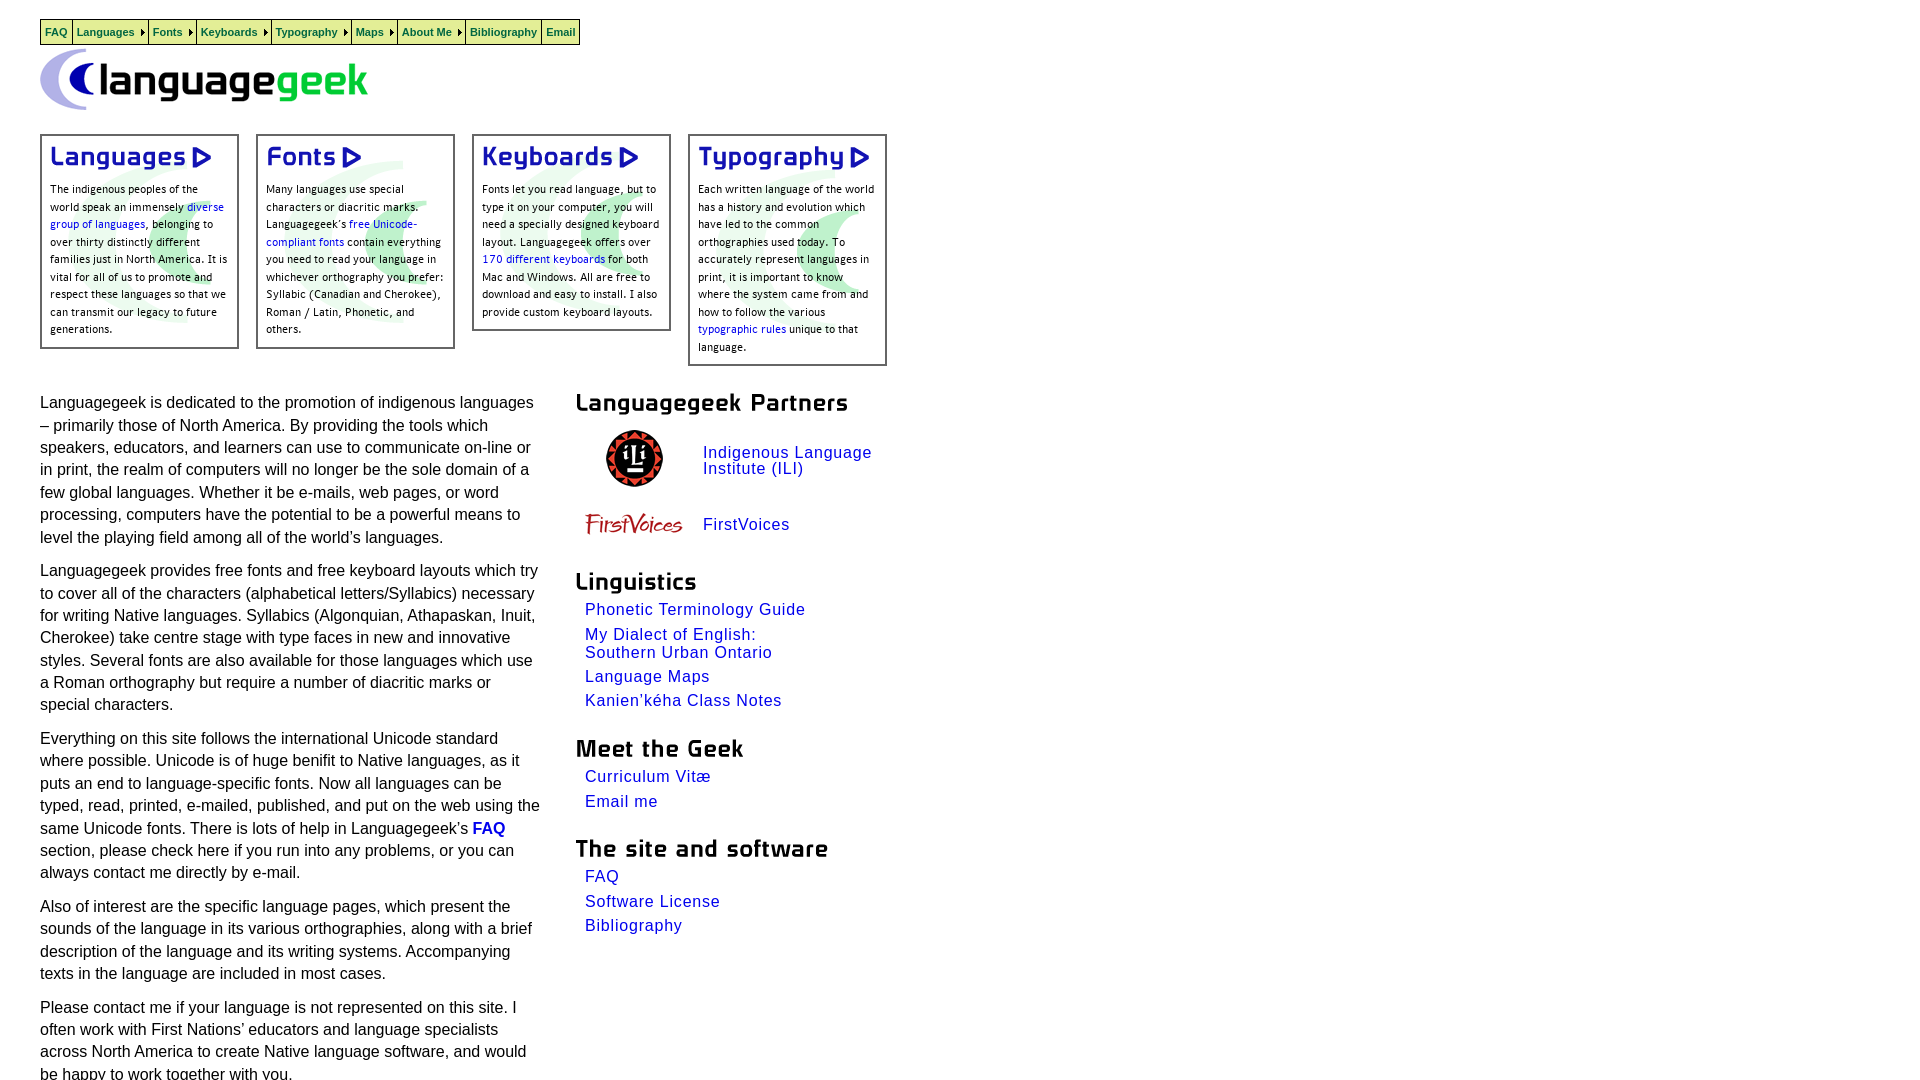 FAQ Languages Fonts Keyboards Typography Maps About Me Bibliography Email
languagegeek
Languages
The indigenous peoples of the
world speak an immensely diverse
group of languages, belonging to
over thirty distinctly different
families just in North America. It is
vital for all of us to promote and
respect these languages so that we
can transmit our legacy to future
generations.
Fonts
Many languages use special
characters or diacritic marks.
Languagegeek’s free Unicode-
compliant fonts contain everything
you need to read your language in
whichever orthography you prefer:
Syllabic (Canadian and Cherokee),
Roman / Latin, Phonetic, and
others.
Keyboards
Fonts let you read language, but to
type it on your computer, you will
need a specially designed keyboard
layout. Languagegeek offers over
170 different keyboards for both
Mac and Windows. All are free to
download and easy to install. I also
provide custom keyboard layouts.
Typography
Each written language of the world
has a history and evolution which
have led to the common
orthographies used today. To
accurately represent languages in
print, it is important to know
where the system came from and
how to follow the various
typographic rules unique to that
language.
Languagegeek is dedicated to the promotion of indigenous languages
– primarily those of North America. By providing the tools which
speakers, educators, and learners can use to communicate on-line or
in print, the realm of computers will no longer be the sole domain of a
few global languages. Whether it be e-mails, web pages, or word
processing, computers have the potential to be a powerful means to
level the playing field among all of the world’s languages.
Languagegeek provides free fonts and free keyboard layouts which try
to cover all of the characters (alphabetical letters/Syllabics) necessary
for writing Native languages. Syllabics (Algonquian, Athapaskan, Inuit,
Cherokee) take centre stage with type faces in new and innovative
styles. Several fonts are also available for those languages which use
a Roman orthography but require a number of diacritic marks or
special characters.
Everything on this site follows the international Unicode standard
where possible. Unicode is of huge benifit to Native languages, as it
puts an end to language-specific fonts. Now all languages can be
typed, read, printed, e-mailed, published, and put on the web using the
same Unicode fonts. There is lots of help in Languagegeek’s FAQ
section, please check here if you run into any problems, or you can
always contact me directly by e-mail.
Also of interest are the specific language pages, which present the
sounds of the language in its various orthographies, along with a brief
description of the language and its writing systems. Accompanying
texts in the language are included in most cases.
Please contact me if your language is not represented on this site. I
often work with First Nations’ educators and language specialists
across North America to create Native language software, and would
be happy to work together with you.
Languagegeek Partners
iLi
Indigenous Language
Institute (ILI)
FirstVoices
FirstVoices
Linguistics
Phonetic Terminology Guide
My Dialect of English:
Southern Urban Ontario
Language Maps
Kanien’kéha Class Notes
Meet the Geek
Curriculum Vitæ
Email me
The site and software
FAQ
Software License
Bibliography